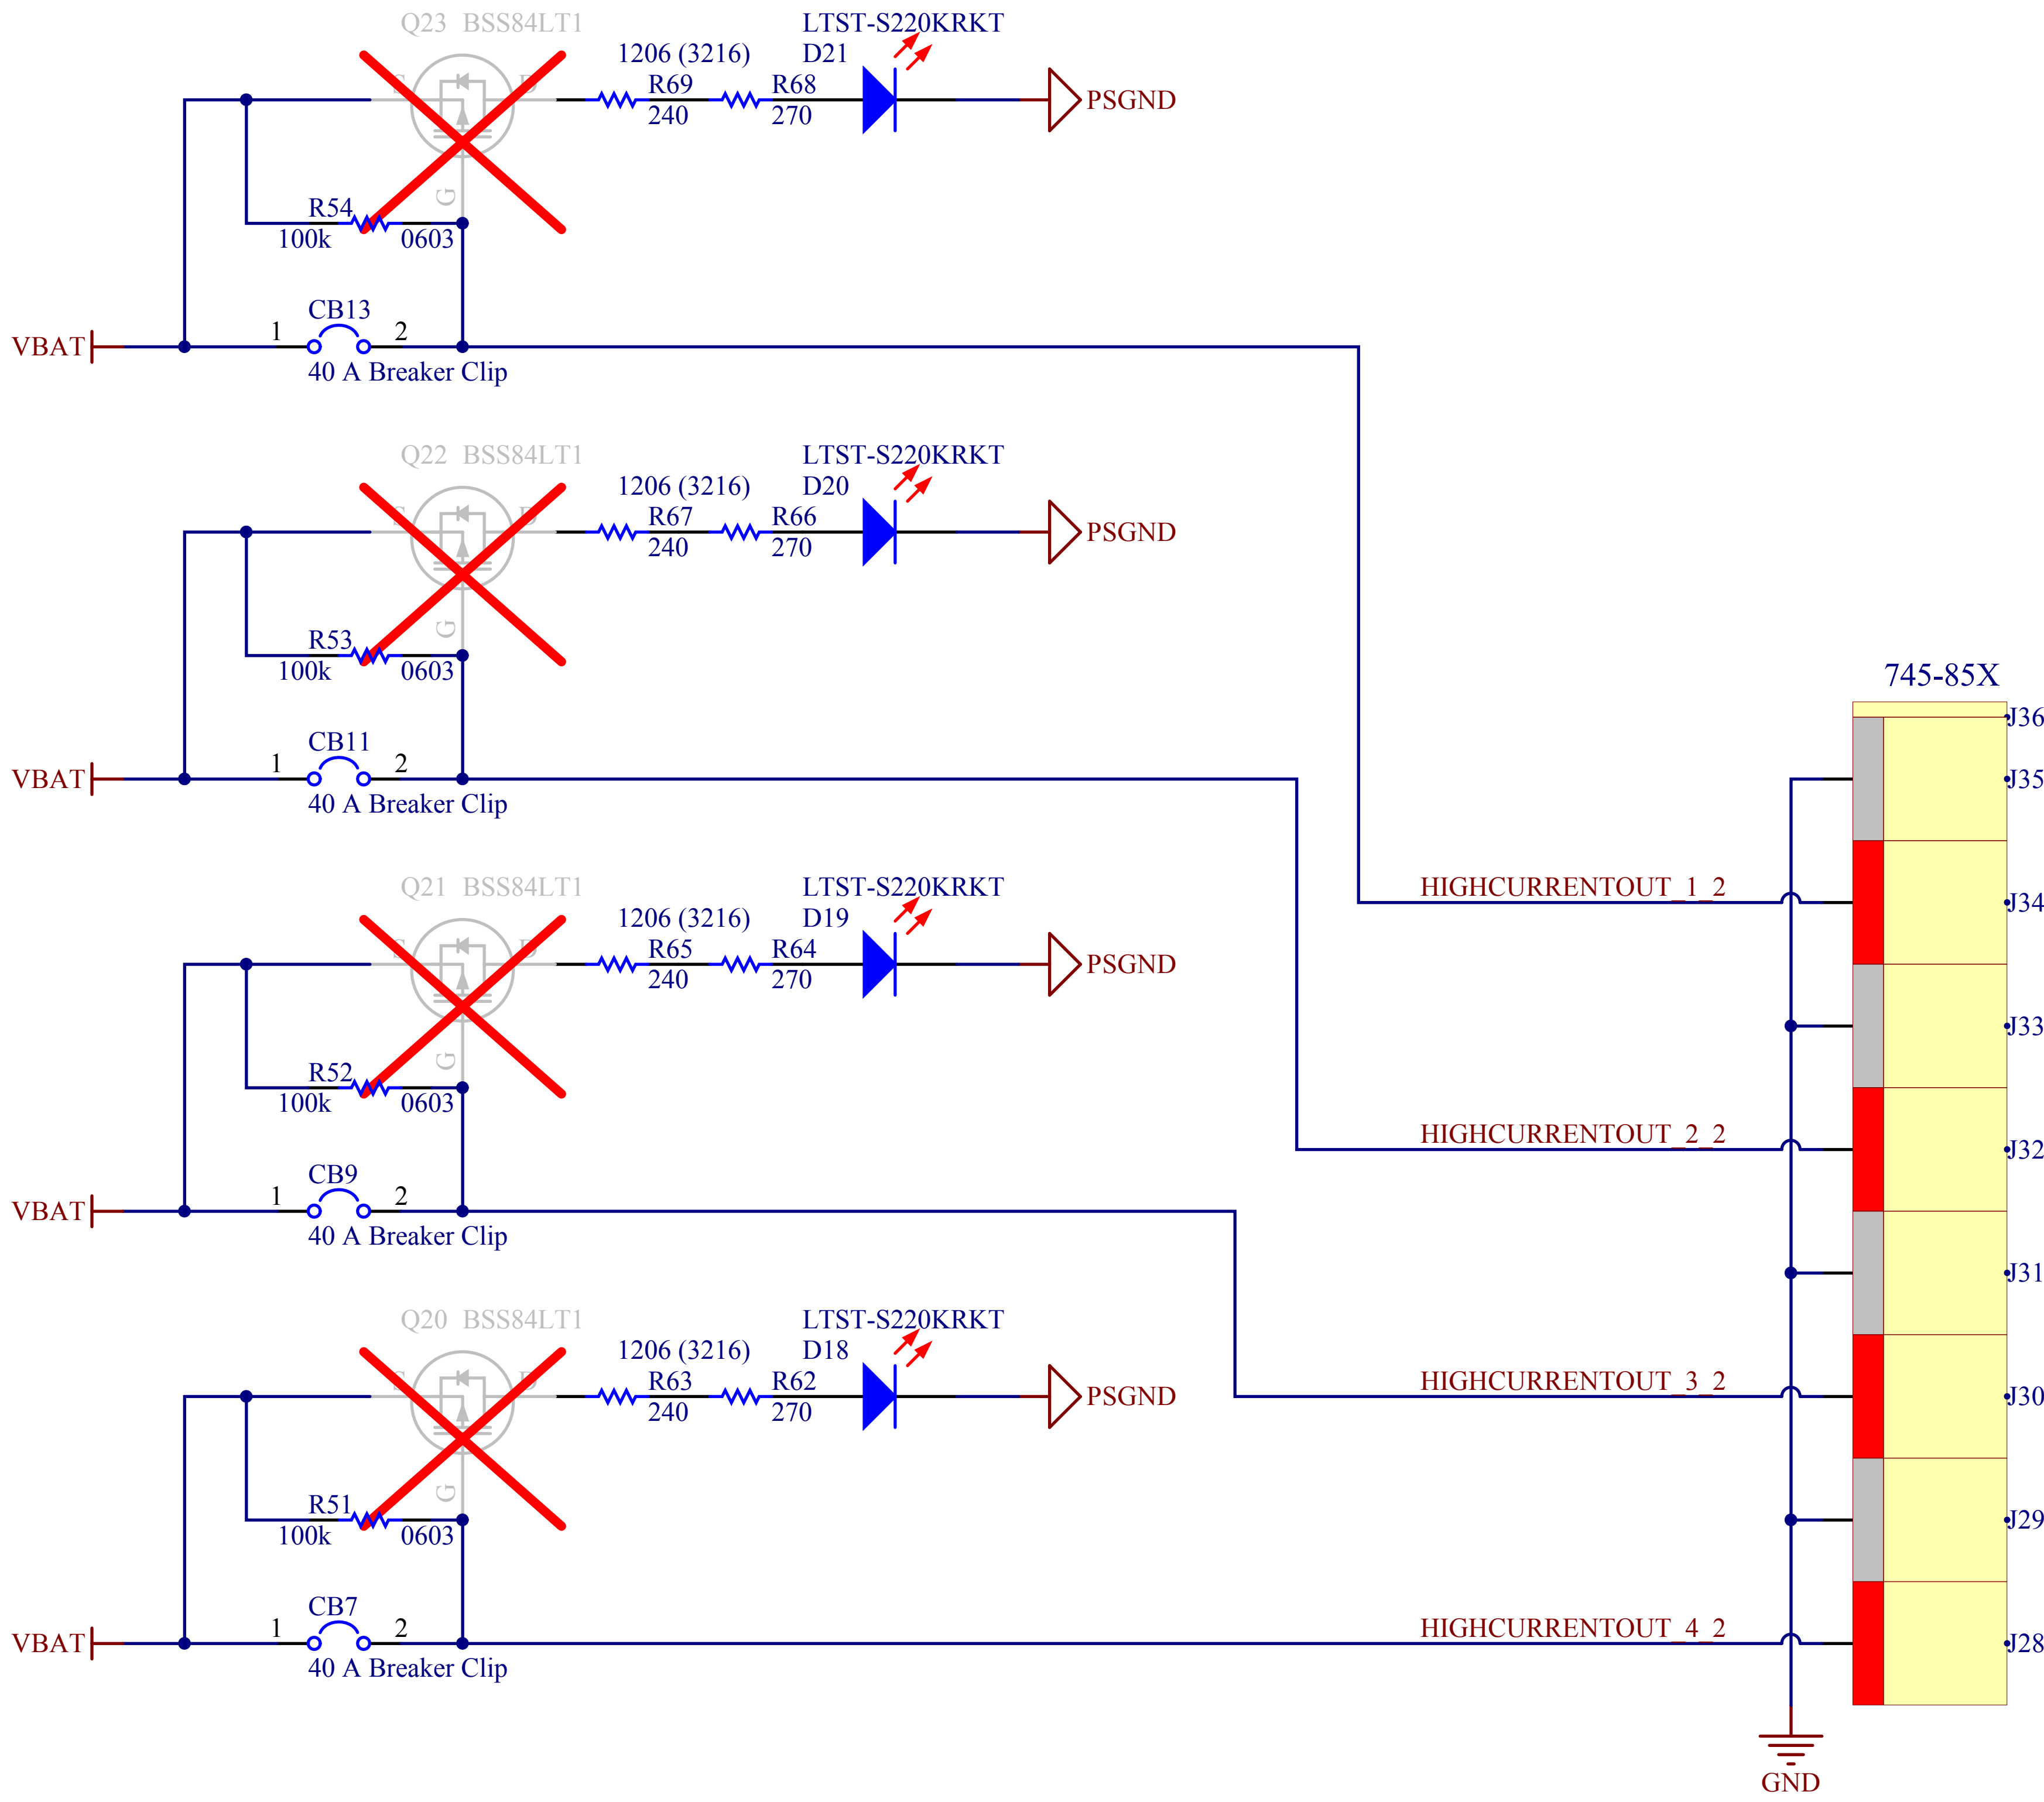 Q23 BSS84LT1
LTST-S220KRKT
1206 (3216)
D21
S
D
R69
R68
240
270
PSGND
G
R54
100k
0603
CB13
VBAT
1
2
40 A Breaker Clip
Q22 BSS84LT1
LTST-S220KRKT
1206 (3216)
D20
S
D
R67
R66
240
270
PSGND
G
R53
100k
0603
CB11
VBAT
1
2
40 A Breaker Clip
Q21 BSS84LT1
LTST-S220KRKT
1206 (3216)
D19
S
D
R65
R64
240
270
PSGND
G
R52
100k
0603
CB9
VBAT
1
2
40 A Breaker Clip
Q20 BSS84LT1
LTST-S220KRKT
1206 (3216)
D18
S
D
R63
R62
240
270
PSGND
G
R51
100k
0603
CB7
VBAT
1
2
40 A Breaker Clip
745-85X
J36
J35
HIGHCURRENTOUT_1_2
J34
J33
HIGHCURRENTOUT_2_2
J32
J31
HIGHCURRENTOUT_3_2
J30
J29
HIGHCURRENTOUT_4_2
J28
GND